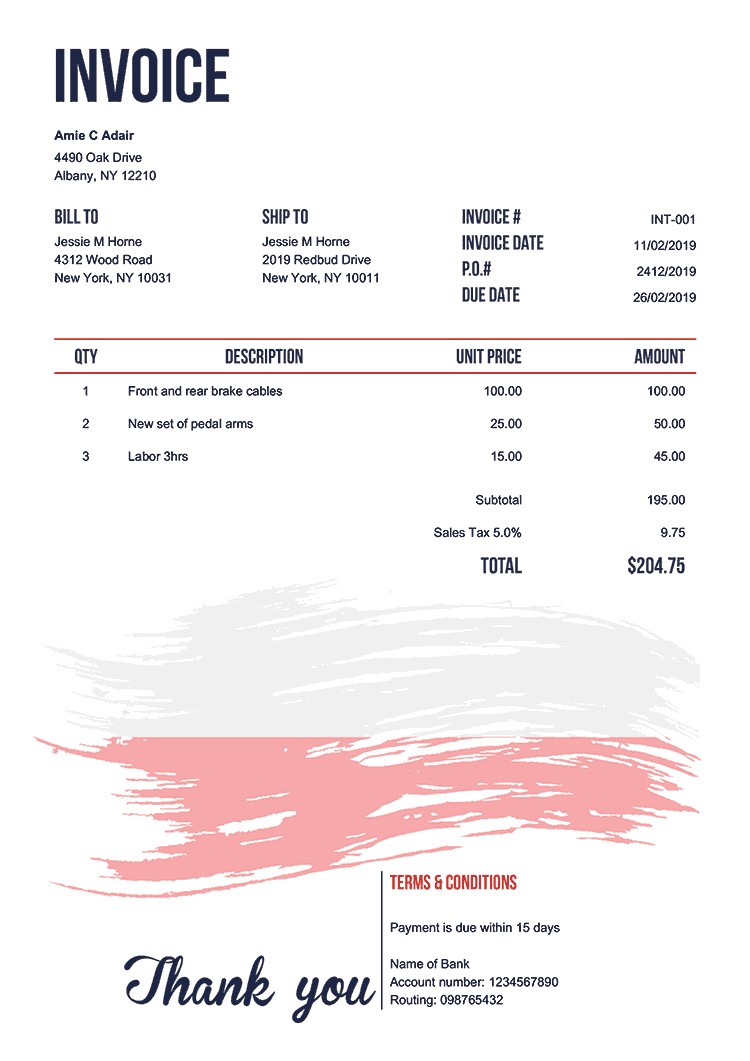 INVOICE
Amie C Adair
4490 Oak Drive
Albany, NY 12210
BILL TO
Jessie M Horne
4312 Wood Road
New York, NY 10031
SHIP TO
Jessie M Horne
2019 Redbud Drive
New York, NY 10011
INVOICE # INT-001
INVOICE DATE 11/02/2019
P.O.# 2412/2019
DUE DATE 26/02/2019
QTY DESCRIPTION UNIT PRICE AMOUNT
1 Front and rear brake cables 100.00 100.00
2 New set of pedal arms 25.00 50.00
3 Labor 3hrs 15.00 45.00
Subtotal 195.00
Sales Tax 5.0% 9.75
TOTAL $204.75
Thank you
TERMS & CONDITIONS
Payment is due within 15 days
Name of Bank
Account number: 1234567890
Routing: 098765432